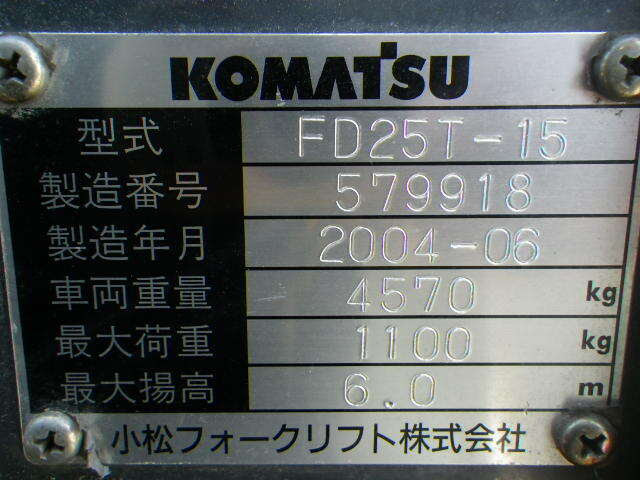 KOMATSU
型式 FD25T-15
製造番号 579918
製造年月 2004-06
車両重量 4570 kg
最大荷重 1100 kg
最大揚高 6.0 m
小松フォークリフト株式会社